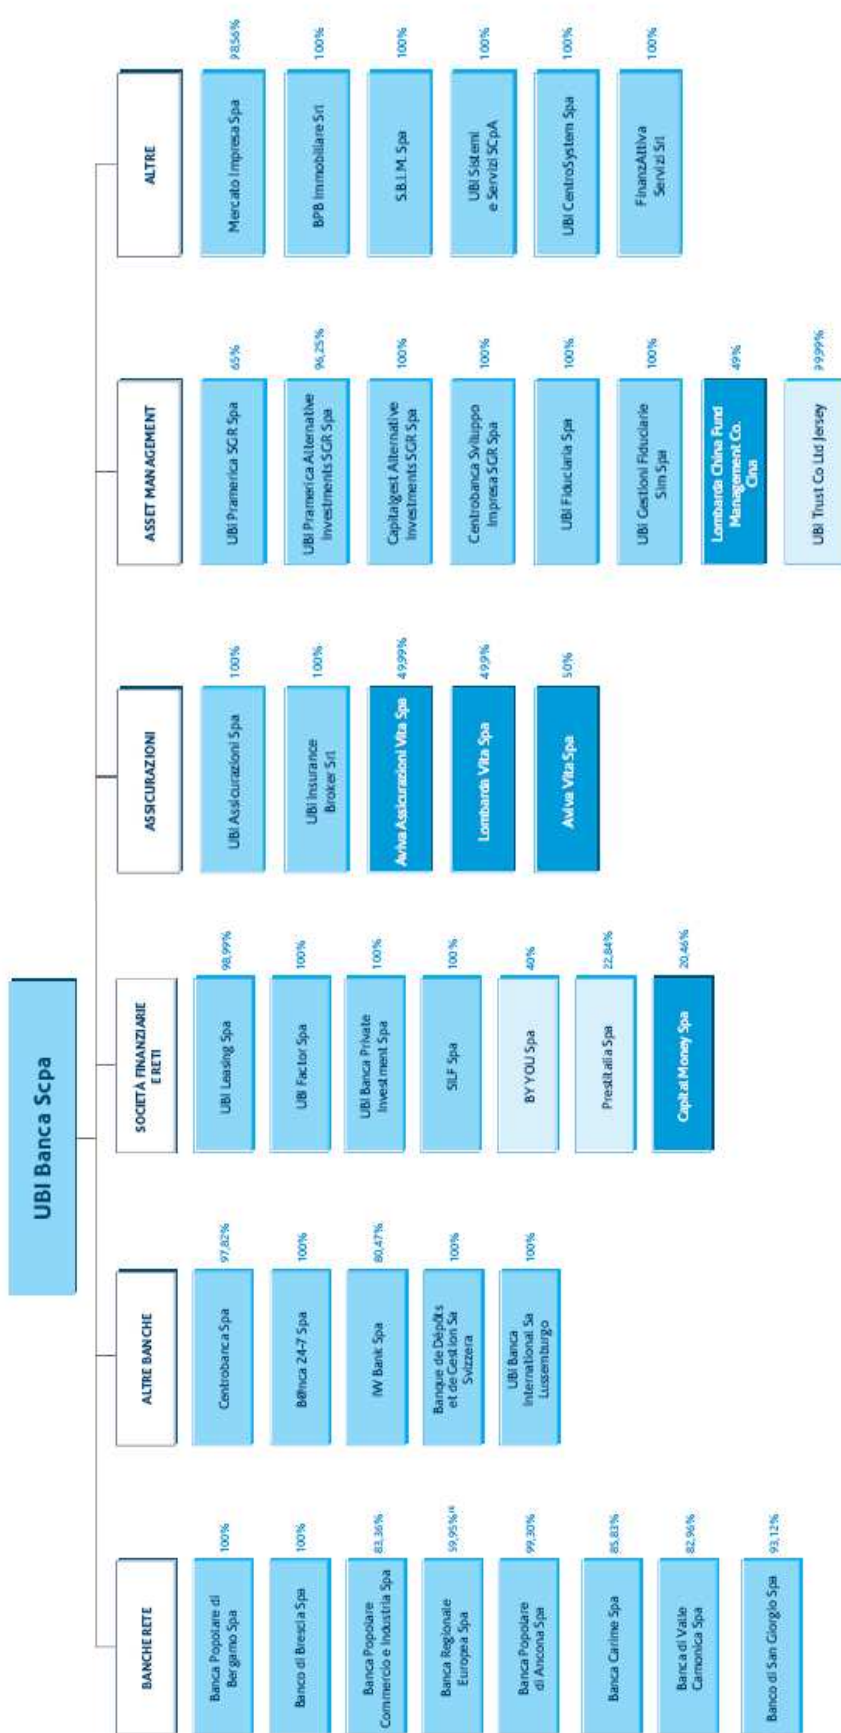 UBI Banca Scpa
BANCHE RETE
Banca Popolare di
Bergamo Spa
100%
Banco di Brescia Spa
100%
Banca Popolare
Commercio e Industria Spa
83,36%
Banca Regionale
Europea Spa
59,95%
Banca Popolare
di Ancona Spa
99,30%
Banca Carime Spa
85,83%
Banca di Valle
Camonica Spa
82,96%
Banco di San Giorgio Spa
93,12%
ALTRE BANCHE
Centrobanca Spa
97,82%
B@nca 24-7 Spa
100%
IW Bank Spa
80,47%
Banque de Dépôts
et de Gestion Sa
Svizzera
100%
UBI Banca
International Sa
Lussemburgo
100%
SOCIETÀ FINANZIARIE
E RETI
UBI Leasing Spa
98,99%
UBI Factor Spa
100%
UBI Banca Private
Investment Spa
100%
SILF Spa
100%
BY YOU Spa
40%
Prestitalia Spa
22,84%
Capital Money Spa
20,46%
ASSICURAZIONI
UBI Assicurazioni Spa
100%
UBI Insurance
Broker Srl
100%
Aviva Assicurazioni Vita Spa
49,99%
Lombarda Vita Spa
49,9%
Aviva Vita Spa
50%
ASSET MANAGEMENT
UBI Pramerica SGR Spa
65%
UBI Pramerica Alternative
Investments SGR Spa
96,25%
Capitalgest Alternative
Investments SGR Spa
100%
Centrobanca Sviluppo
Impresa SGR Spa
100%
UBI Fiduciaria Spa
100%
UBI Gestioni Fiduciarie
Sim Spa
100%
Lombarda China Fund
Management Co.
Cina
49%
UBI Trust Co Ltd Jersey
99,99%
ALTRE
Mercato Impresa Spa
98,56%
BPB Immobiliare Srl
100%
S.B.I.M. Spa
100%
UBI Sistemi
e Servizi SCpA
100%
UBI CentroSystem Spa
100%
FinanzAttiva
Servizi Srl
100%